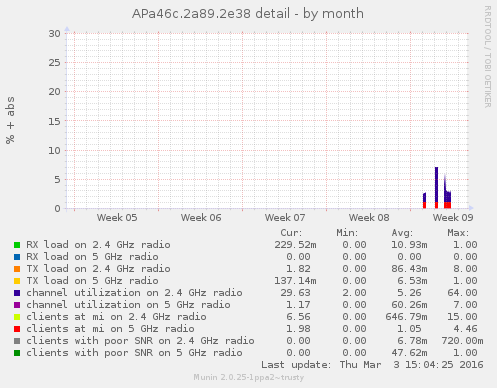 APa46c.2a89.2e38 detail - by month
RRDTOOL / TOBI OETIKER
% + abs
30
25
20
15
10
5
0
Week 05 Week 06 Week 07 Week 08 Week 09
Cur: Min: Avg: Max:
RX load on 2.4 GHz radio 229.52m 0.00 10.93m 1.00
RX load on 5 GHz radio 0.00 0.00 0.00 0.00
TX load on 2.4 GHz radio 1.82 0.00 86.43m 8.00
TX load on 5 GHz radio 137.14m 0.00 6.53m 1.00
channel utilization on 2.4 GHz radio 29.63 2.00 5.26 64.00
channel utilization on 5 GHz radio 1.17 0.00 60.26m 7.00
clients at mi on 2.4 GHz radio 6.56 0.00 646.79m 15.00
clients at mi on 5 GHz radio 1.98 0.00 1.05 4.46
clients with poor SNR on 2.4 GHz radio 0.00 0.00 6.78m 720.00m
clients with poor SNR on 5 GHz radio 0.00 0.00 47.62m 1.00
Last update: Thu Mar 3 15:04:25 2016
Munin 2.0.25-1ppa2~trusty